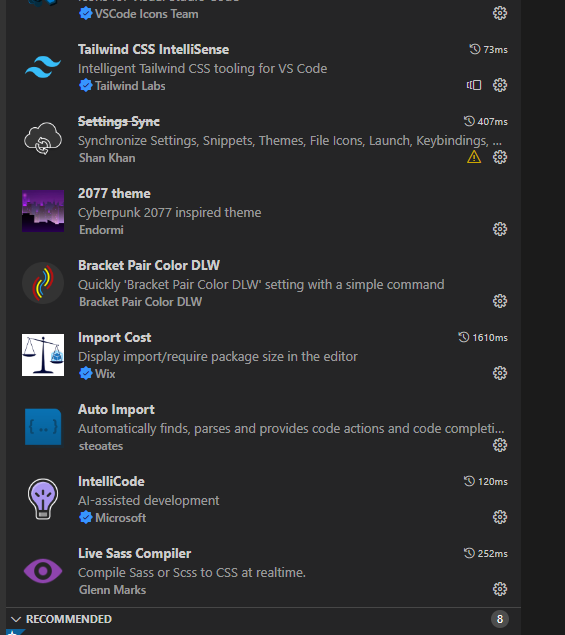 VSCode Icons Team
Tailwind CSS IntelliSense 73ms
Intelligent Tailwind CSS tooling for VS Code
Tailwind Labs
Settings Sync 407ms
Synchronize Settings, Snippets, Themes, File Icons, Launch, Keybindings, ...
Shan Khan
2077 theme
Cyberpunk 2077 inspired theme
Endormi
Bracket Pair Color DLW
Quickly 'Bracket Pair Color DLW' setting with a simple command
Bracket Pair Color DLW
Import Cost 1610ms
Display import/require package size in the editor
Wix
Auto Import
Automatically finds, parses and provides code actions and code completi...
steoates
IntelliCode 120ms
AI-assisted development
Microsoft
Live Sass Compiler 252ms
Compile Sass or Scss to CSS at realtime.
Glenn Marks
RECOMMENDED 8